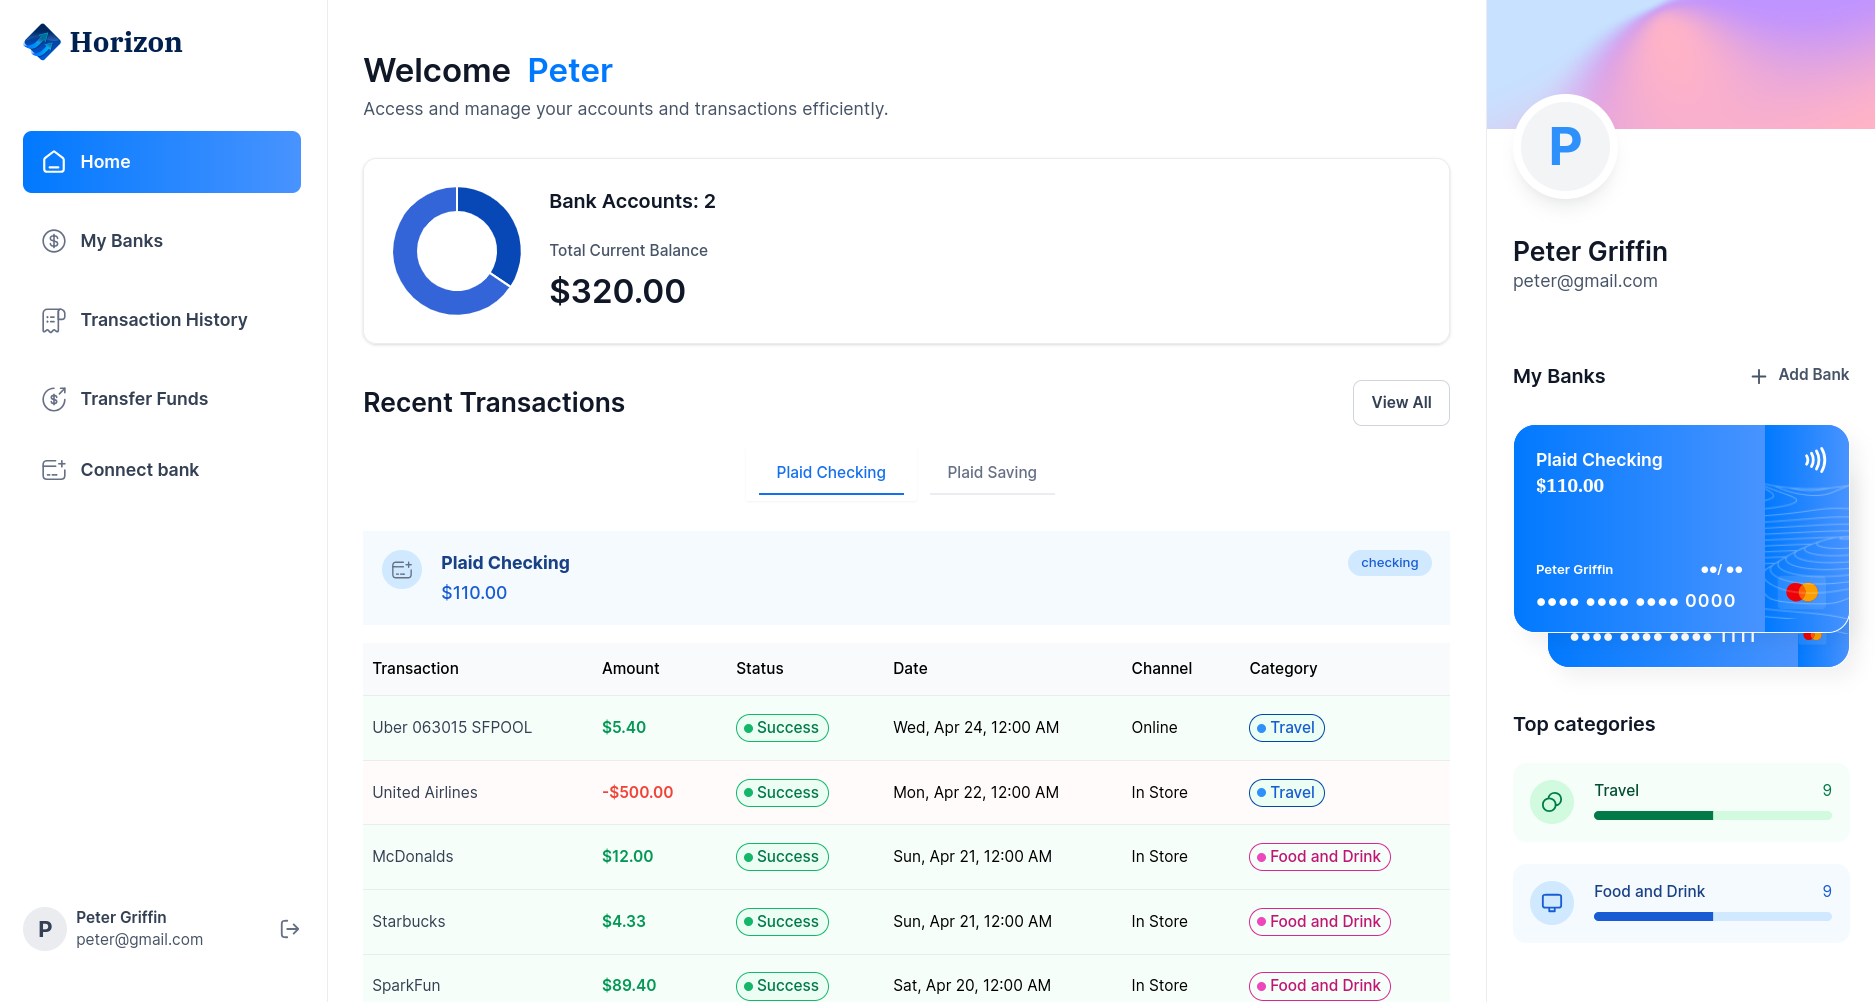 Horizon
Home
My Banks
Transaction History
Transfer Funds
Connect bank
P
Peter Griffin
peter@gmail.com
Welcome Peter
Access and manage your accounts and transactions efficiently.
Bank Accounts: 2
Total Current Balance
$320.00
Recent Transactions
View All
Plaid Checking Plaid Saving
Plaid Checking
$110.00
checking
Transaction Amount Status Date Channel Category
Uber 063015 SFPOOL $5.40 Success Wed, Apr 24, 12:00 AM Online Travel
United Airlines -$500.00 Success Mon, Apr 22, 12:00 AM In Store Travel
McDonalds $12.00 Success Sun, Apr 21, 12:00 AM In Store Food and Drink
Starbucks $4.33 Success Sun, Apr 21, 12:00 AM In Store Food and Drink
SparkFun $89.40 Success Sat, Apr 20, 12:00 AM In Store Food and Drink
P
Peter Griffin
peter@gmail.com
My Banks
+ Add Bank
Plaid Checking
$110.00
Peter Griffin ●●/ ●●
●●●● ●●●● ●●●● 0000
Top categories
Travel 9
Food and Drink 9